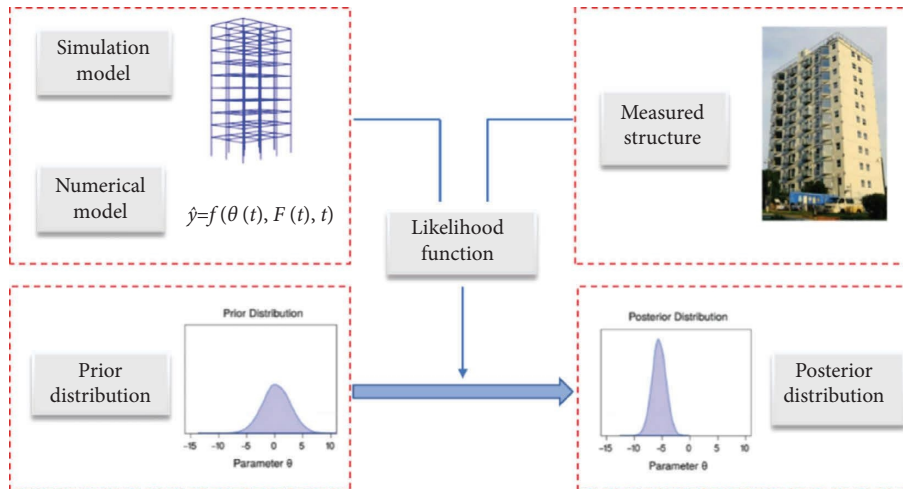 Simulation
model
Numerical
model
ŷ=f (θ (t), F (t), t)
Measured
structure
Likelihood
function
Prior
distribution
Prior Distribution
-15 -10 -5 0 5 10
Parameter θ
Posterior Distribution
-15 -10 -5 0 5 10
Parameter θ
Posterior
distribution